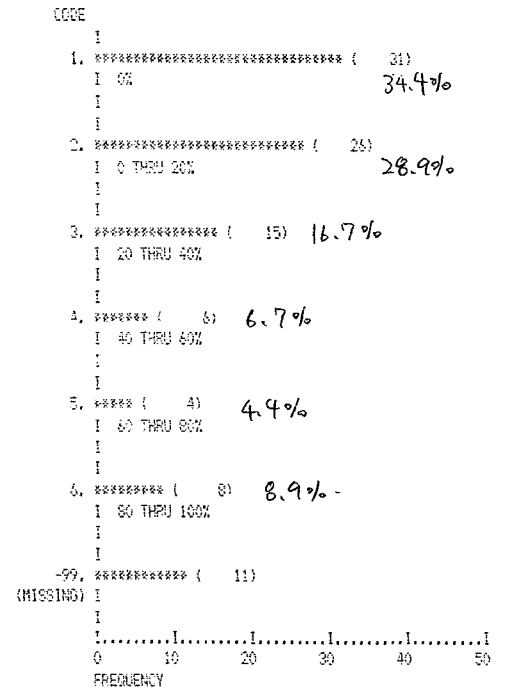 CODE
I
1. ******************************** ( 31)
I 0% 34.4%
I
I
2. *************************** ( 26)
I 0 THRU 20% 28.9%
I
I
3. **************** ( 15) 16.7%
I 20 THRU 40%
I
I
4. ******* ( 6) 6.7%
I 40 THRU 60%
I
I
5. ***** ( 4) 4.4%
I 60 THRU 80%
I
I
6. ********* ( 8) 8.9%
I 80 THRU 100%
I
I
-99. ************ ( 11)
(MISSING) I
I
I.........I.........I.........I.........I.........I
0 10 20 30 40 50
FREQUENCY